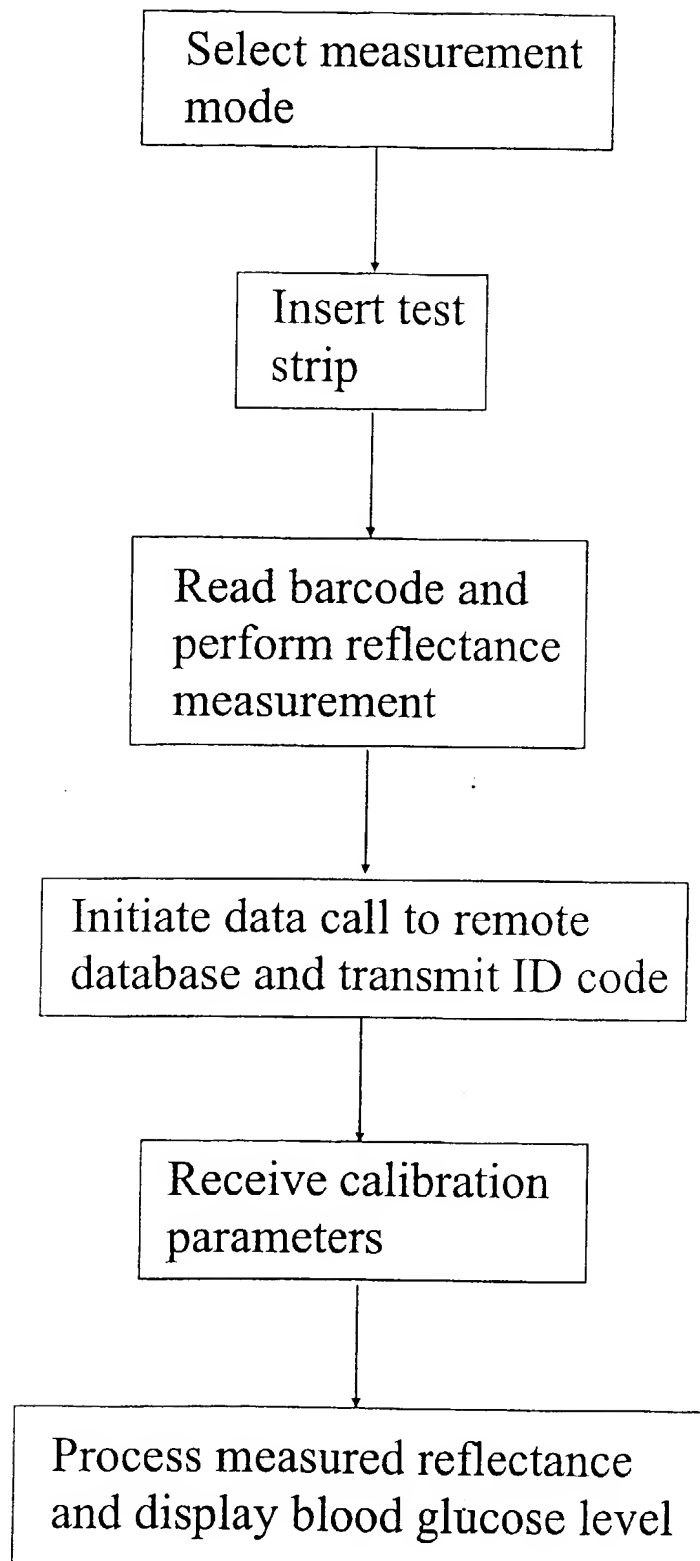 Select measurement
mode
Insert test
strip
Read barcode and
perform reflectance
measurement
Initiate data call to remote
database and transmit ID code
Receive calibration
parameters
Process measured reflectance
and display blood glucose level